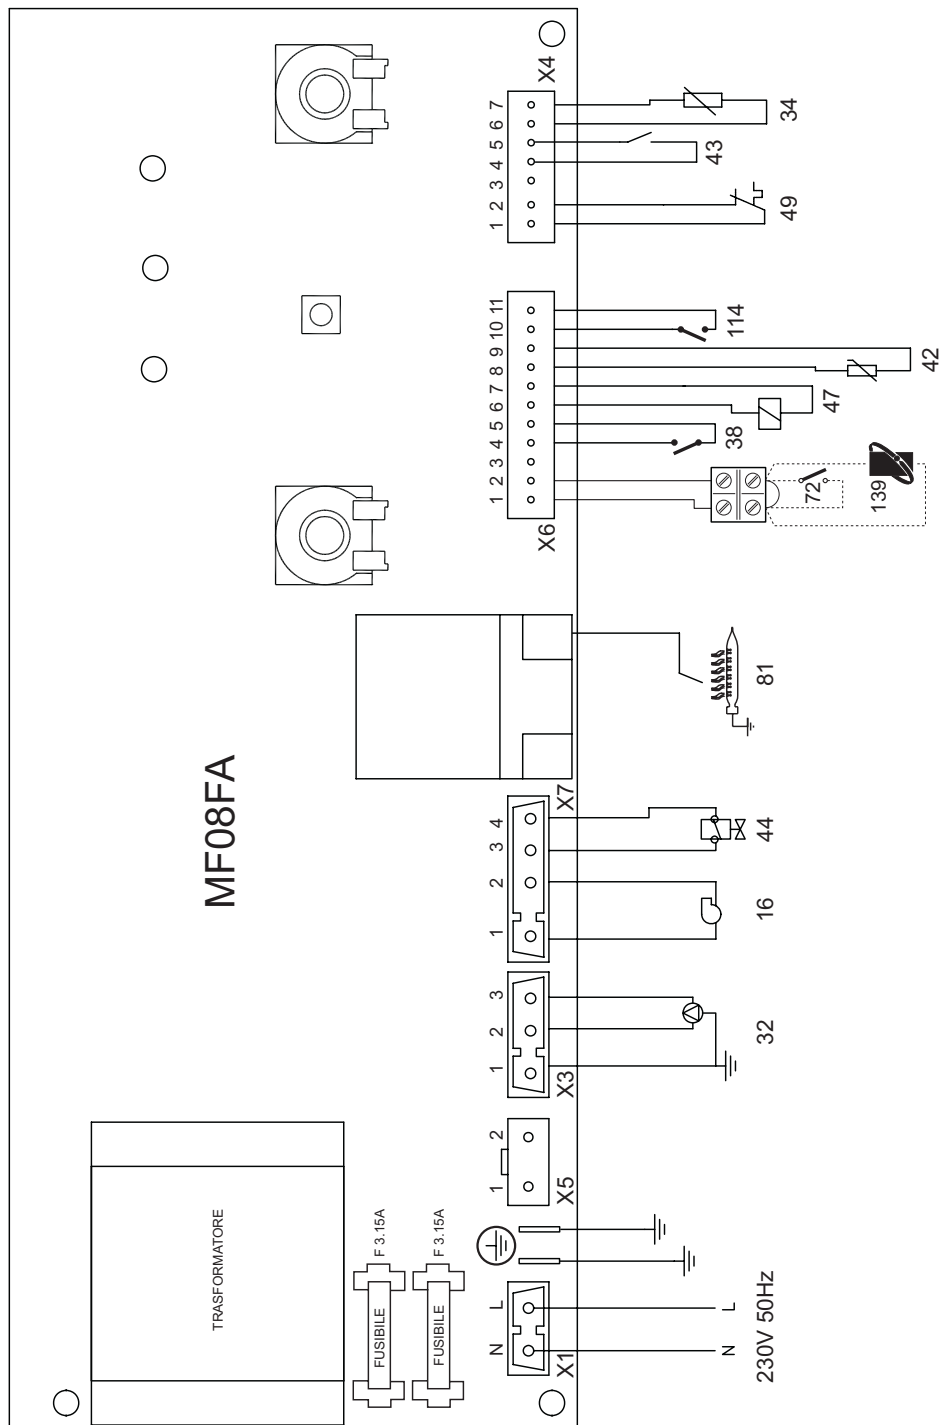 MF08FA
TRASFORMATORE
FUSIBILE
F 3.15A
FUSIBILE
F 3.15A
N L
X1
230V 50Hz
N L
1 2
X5
1 2 3
X3
32
1 2 3 4
X7
16
44
81
1 2 3 4 5 6 7 8 9 10 11
X6
72
139
38
47
42
114
1 2 3 4 5 6 7
X4
49
43
34